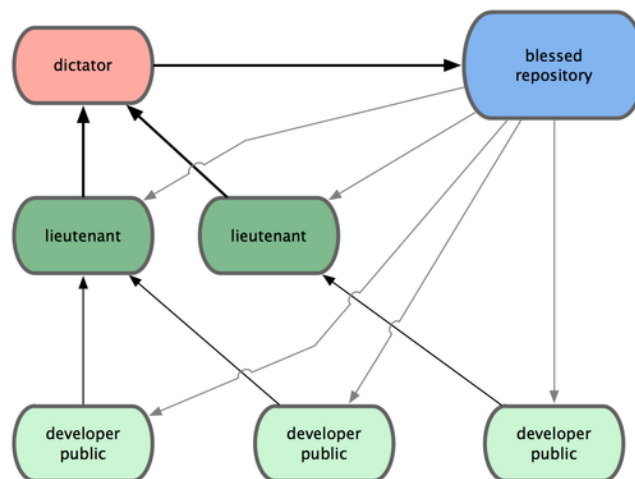 dictator
blessed
repository
lieutenant
lieutenant
developer
public
developer
public
developer
public